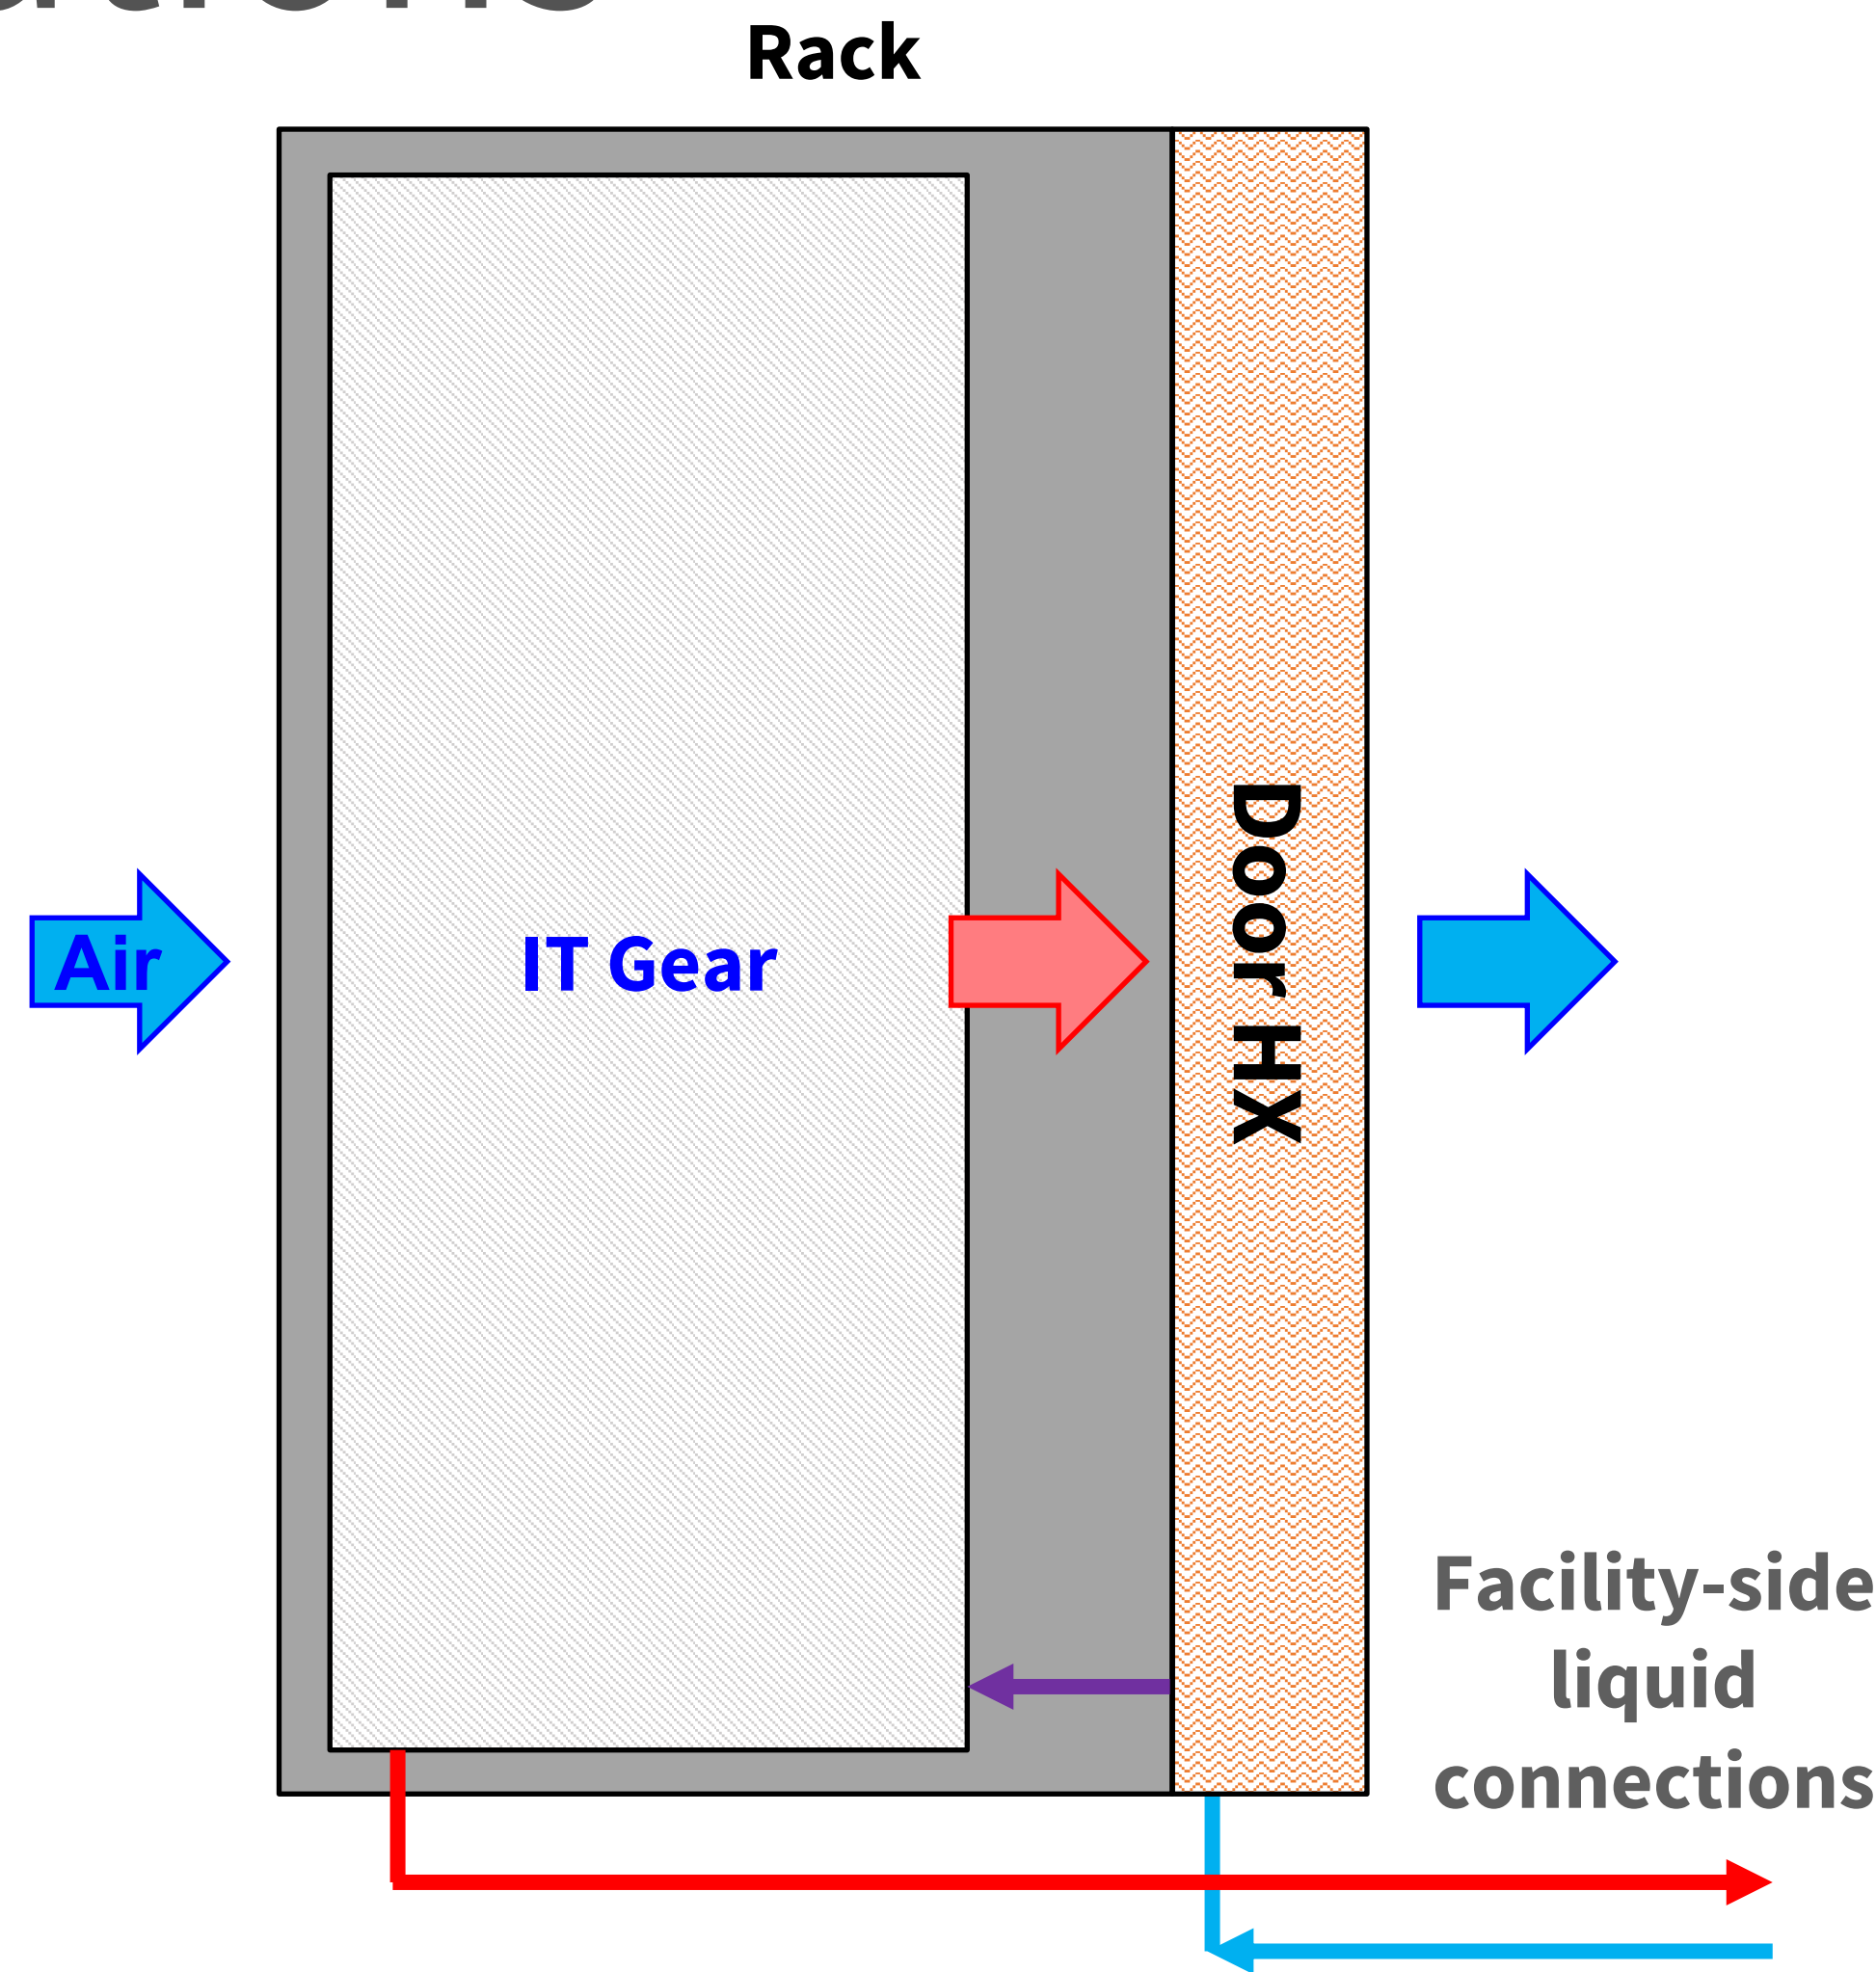 Rack
Air
IT Gear
Door HX
Facility-side
liquid
connections